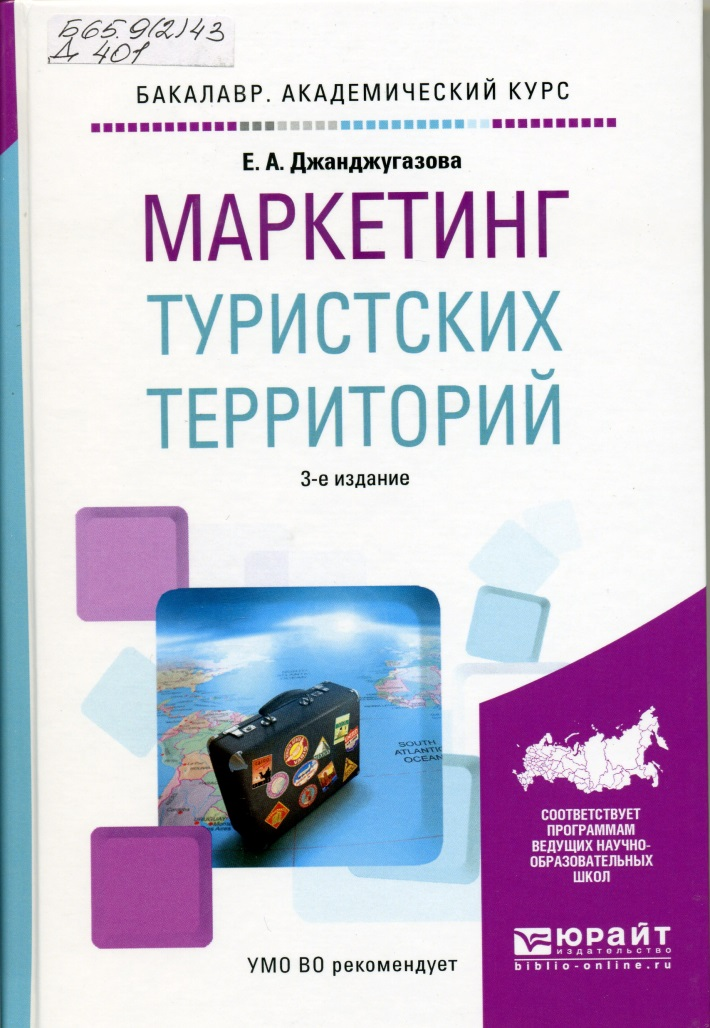 Б65.9(2)43
Д 401
БАКАЛАВР. АКАДЕМИЧЕСКИЙ КУРС
Е. А. Джанджугазова
МАРКЕТИНГ
ТУРИСТСКИХ
ТЕРРИТОРИЙ
3-е издание
SOUTH
ATLANTIC
OCEAN
СООТВЕТСТВУЕТ
ПРОГРАММАМ
ВЕДУЩИХ НАУЧНО-
ОБРАЗОВАТЕЛЬНЫХ
ШКОЛ
ЮРАЙТ
издательство
biblio-online.ru
УМО ВО рекомендует